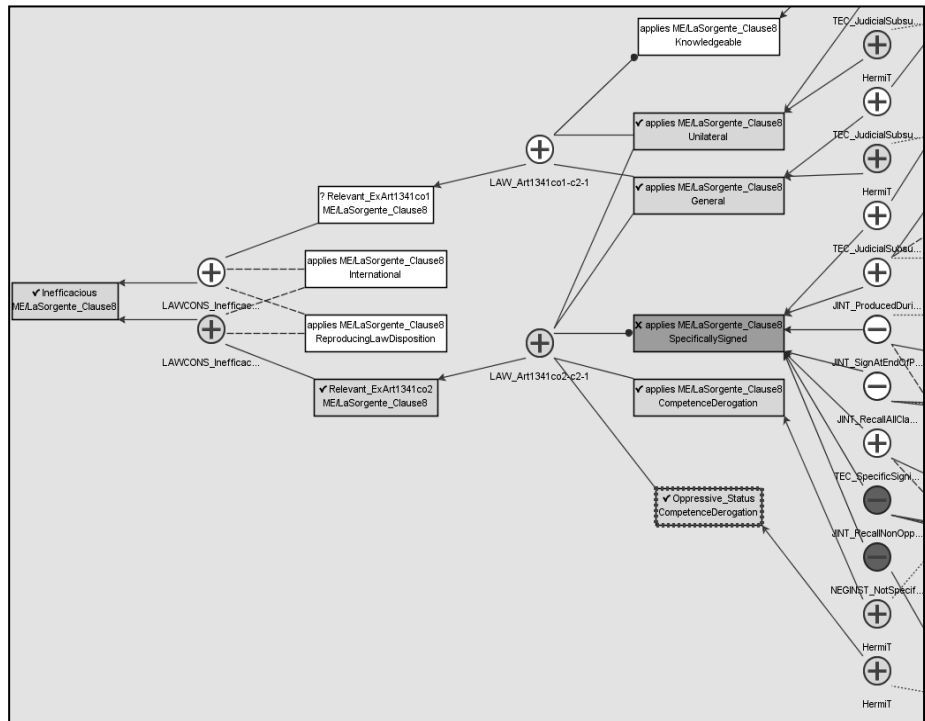 applies ME/LaSorgente_Clause8
Knowledgeable
TEC_JudicialSubsu...
HermiT
✔ applies ME/LaSorgente_Clause8
Unilateral
TEC_JudicialSubsu...
LAW_Art1341co1-c2-1
✔ applies ME/LaSorgente_Clause8
General
HermiT
? Relevant_ExArt1341co1
ME/LaSorgente_Clause8
TEC_JudicialSubsu...
applies ME/LaSorgente_Clause8
International
✔ Inefficacious
ME/LaSorgente_Clause8
LAWCONS_Inefficac...
JINT_ProducedDuri...
applies ME/LaSorgente_Clause8
ReproducingLawDisposition
✘ applies ME/LaSorgente_Clause8
SpecificallySigned
LAWCONS_Inefficac...
JINT_SignAtEndOfP...
LAW_Art1341co2-c2-1
✔ Relevant_ExArt1341co2
ME/LaSorgente_Clause8
✔ applies ME/LaSorgente_Clause8
CompetenceDerogation
JINT_RecallAllCla...
TEC_SpecificSigni...
✔ Oppressive_Status
CompetenceDerogation
JINT_RecallNonOpp...
NEGINST_NotSpecif...
HermiT
HermiT